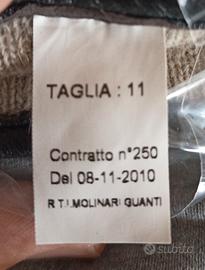 TAGLIA : 11
Contratto n°250
Del 08-11-2010
R.T.I.MOLINARI GUANTI
subito